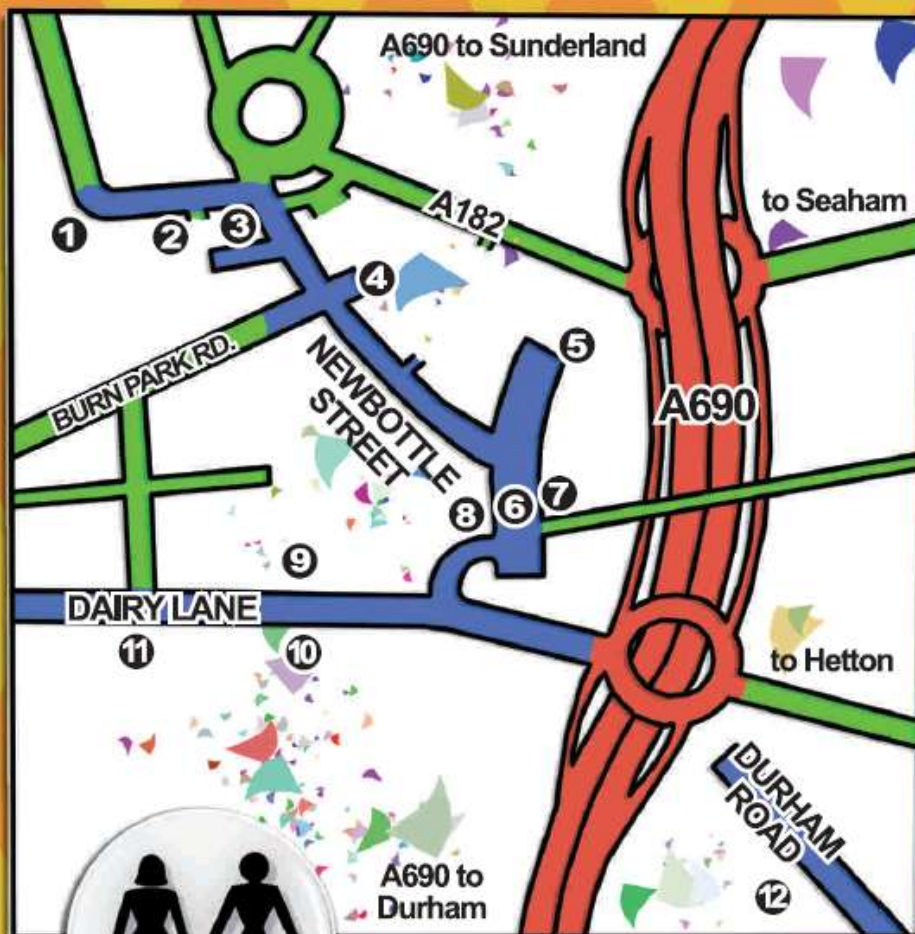 A690 to Sunderland
to Seaham
A182
1
2
3
4
BURN PARK RD.
NEWBOTTLE
STREET
5
A690
6
7
8
9
DAIRY LANE
11
10
to Hetton
DURHAM
ROAD
12
A690 to
Durham